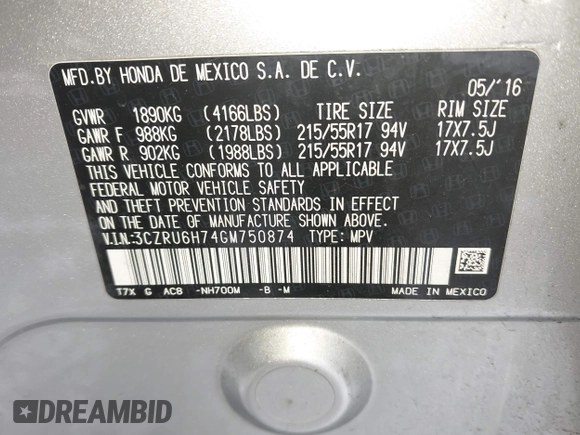 MFD.BY HONDA DE MEXICO S.A. DE C.V.
05/'16
GVWR 1890KG (4166LBS) TIRE SIZE RIM SIZE
GAWR F 988KG (2178LBS) 215/55R17 94V 17X7.5J
GAWR R 902KG (1988LBS) 215/55R17 94V 17X7.5J
THIS VEHICLE CONFORMS TO ALL APPLICABLE
FEDERAL MOTOR VEHICLE SAFETY
AND THEFT PREVENTION STANDARDS IN EFFECT
ON THE DATE OF MANUFACTURE SHOWN ABOVE.
V.I.N:3CZRU6H74GM750874 TYPE: MPV
T7X G AC8 -NH700M -B -M MADE IN MEXICO
DREAMBID